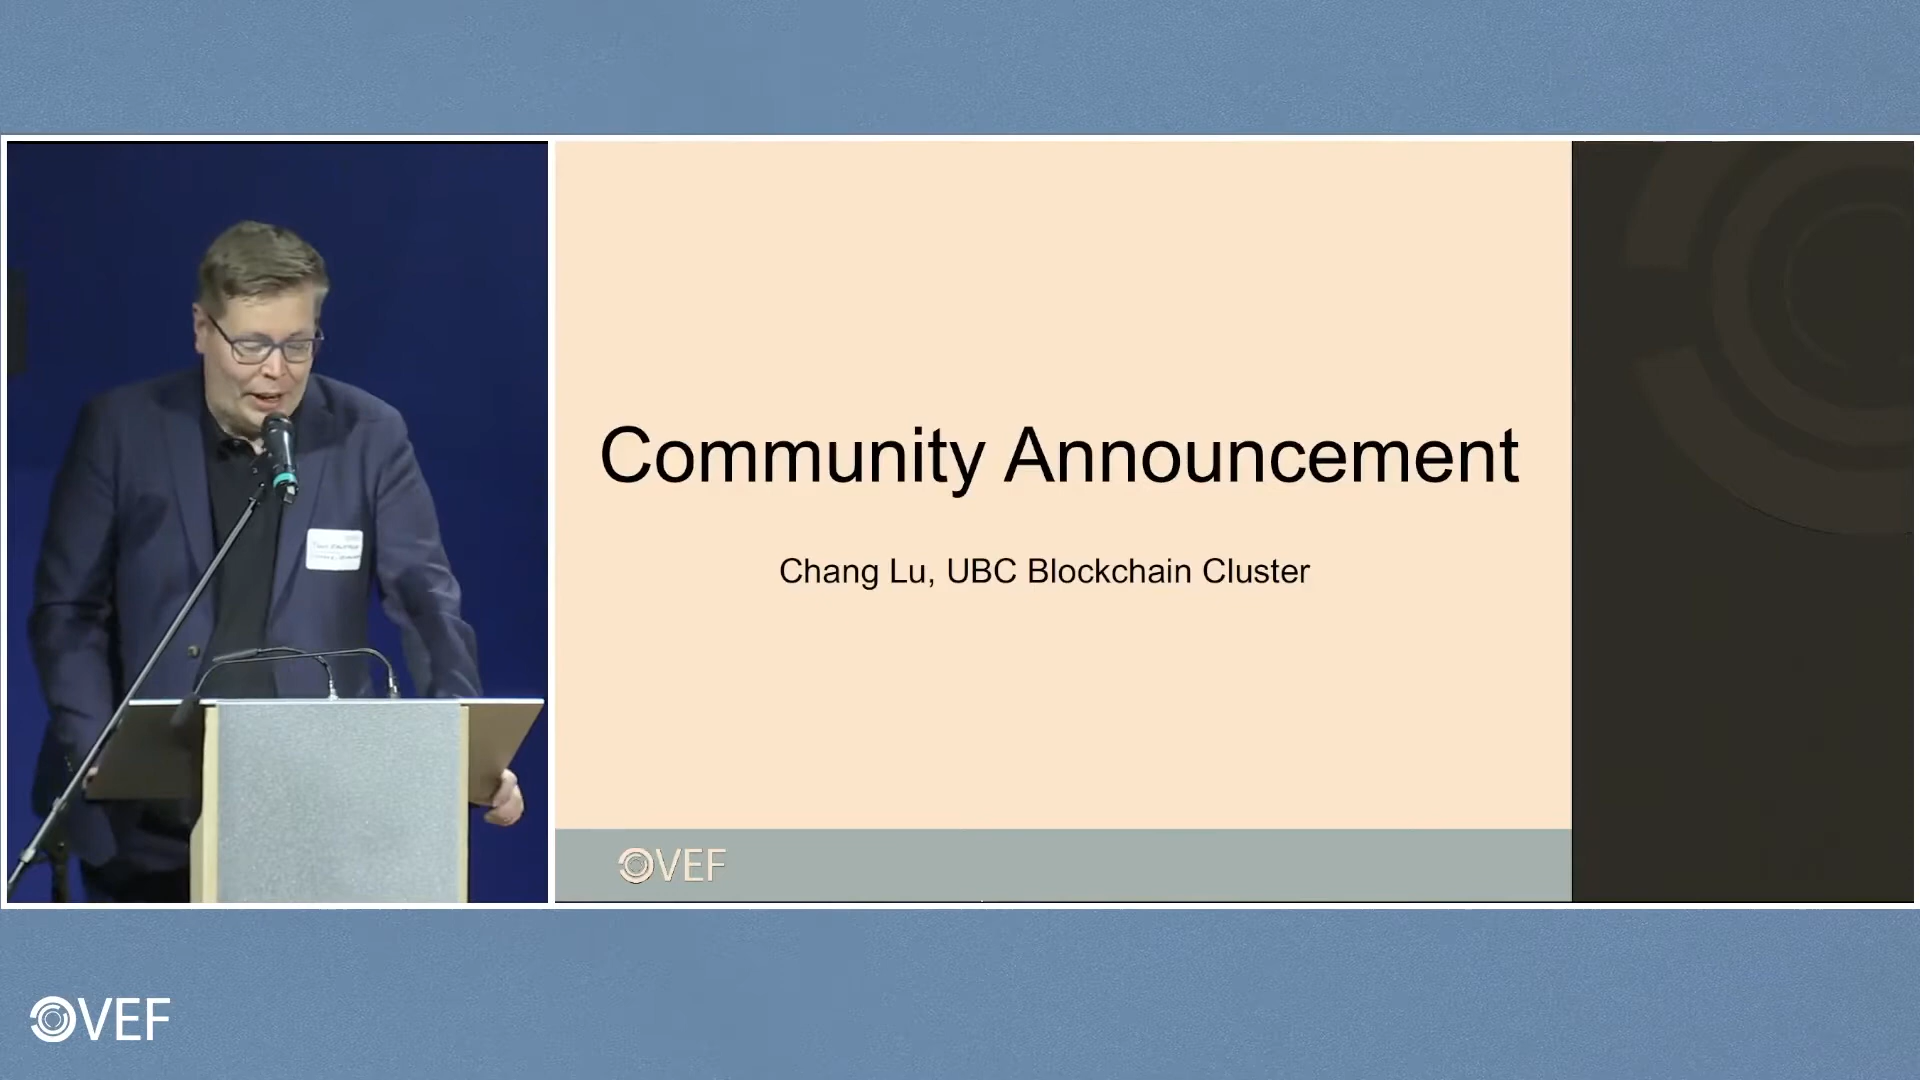 Community Announcement
Chang Lu, UBC Blockchain Cluster
VEF
VEF